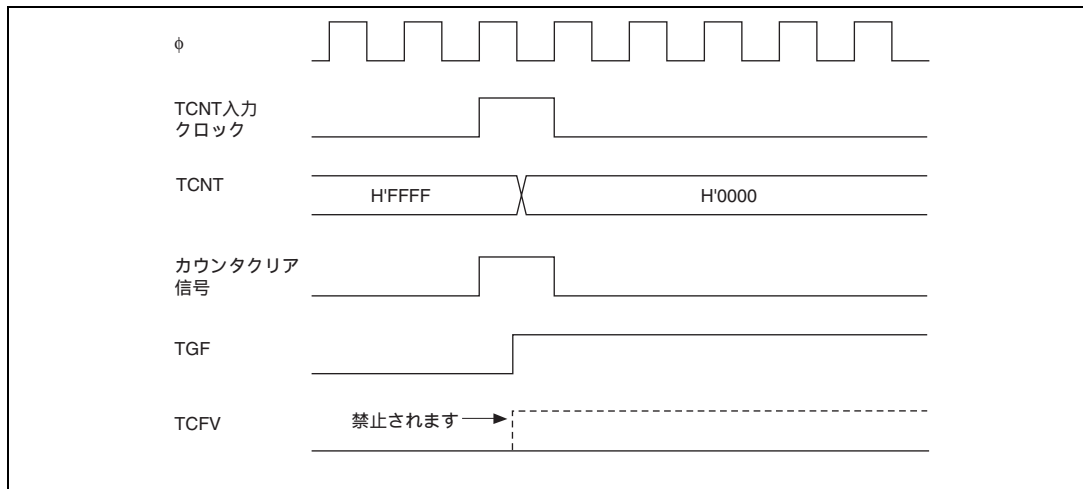 φ
TCNT入力
クロック
TCNT
H'FFFF
H'0000
カウンタクリア
信号
TGF
TCFV
禁止されます